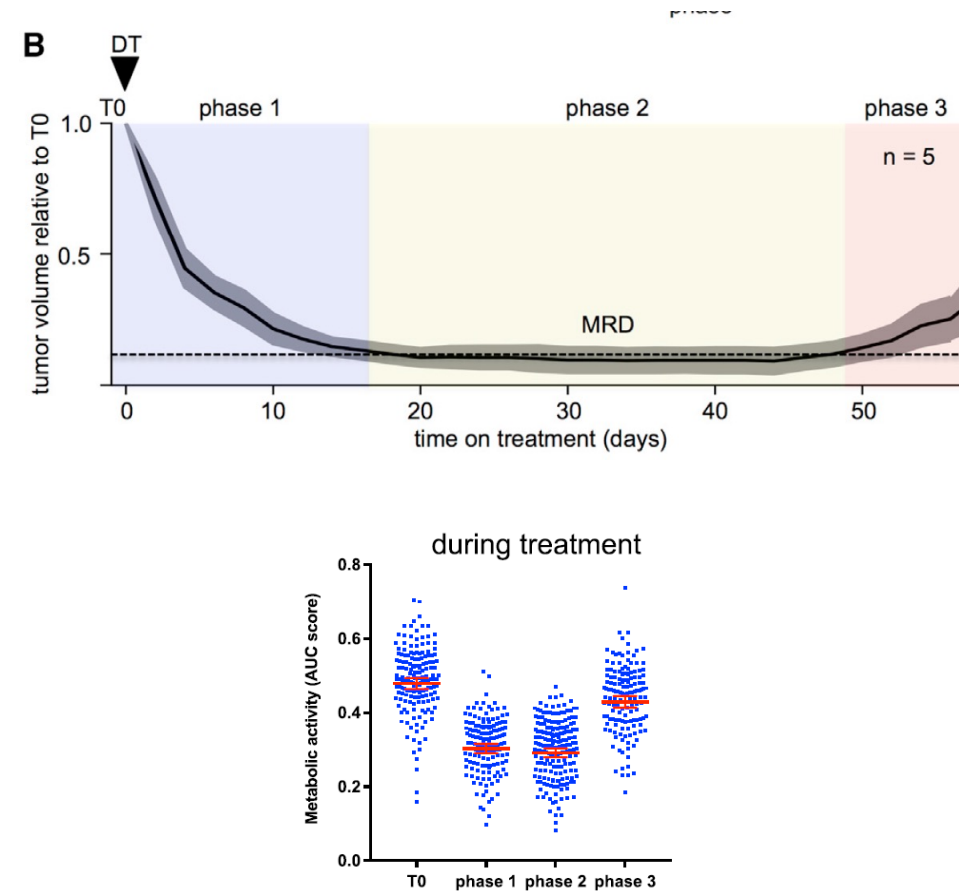 phase
B
DT
T0 phase 1 phase 2 phase 3
1.0
n = 5
0.5
MRD
tumor volume relative to T0
0 10 20 30 40 50
time on treatment (days)
during treatment
0.8
0.6
0.4
0.2
0.0
Metabolic activity (AUC score)
T0 phase 1 phase 2 phase 3